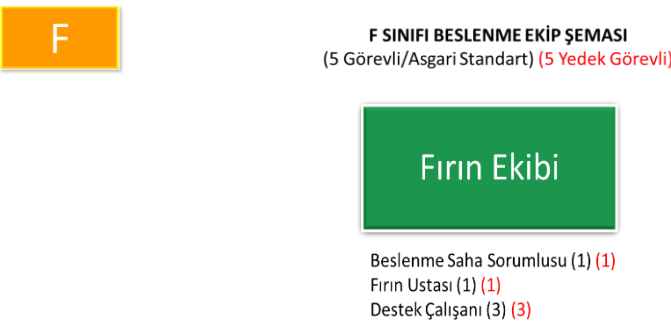 F
F SINIFI BESLENME EKİP ŞEMASI
(5 Görevli/Asgari Standart) (5 Yedek Görevli)
Fırın Ekibi
Beslenme Saha Sorumlusu (1) (1)
Fırın Ustası (1) (1)
Destek Çalışanı (3) (3)